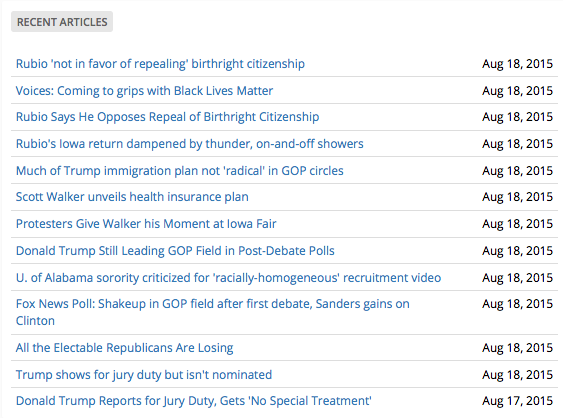 RECENT ARTICLES
Rubio 'not in favor of repealing' birthright citizenship Aug 18, 2015
Voices: Coming to grips with Black Lives Matter Aug 18, 2015
Rubio Says He Opposes Repeal of Birthright Citizenship Aug 18, 2015
Rubio's Iowa return dampened by thunder, on-and-off showers Aug 18, 2015
Much of Trump immigration plan not 'radical' in GOP circles Aug 18, 2015
Scott Walker unveils health insurance plan Aug 18, 2015
Protesters Give Walker his Moment at Iowa Fair Aug 18, 2015
Donald Trump Still Leading GOP Field in Post-Debate Polls Aug 18, 2015
U. of Alabama sorority criticized for 'racially-homogeneous' recruitment video Aug 18, 2015
Fox News Poll: Shakeup in GOP field after first debate, Sanders gains on Aug 18, 2015
Clinton
All the Electable Republicans Are Losing Aug 18, 2015
Trump shows for jury duty but isn't nominated Aug 18, 2015
Donald Trump Reports for Jury Duty, Gets 'No Special Treatment' Aug 17, 2015